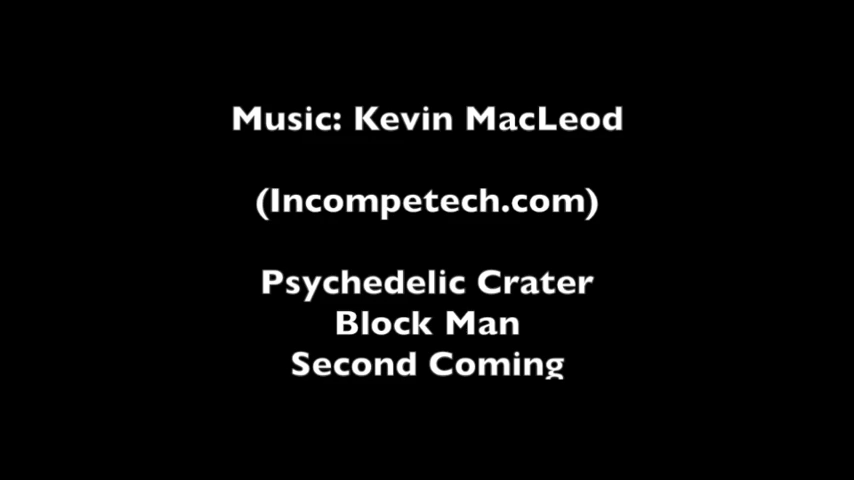 Music: Kevin MacLeod
(Incompetech.com)
Psychedelic Crater
Block Man
Second Coming